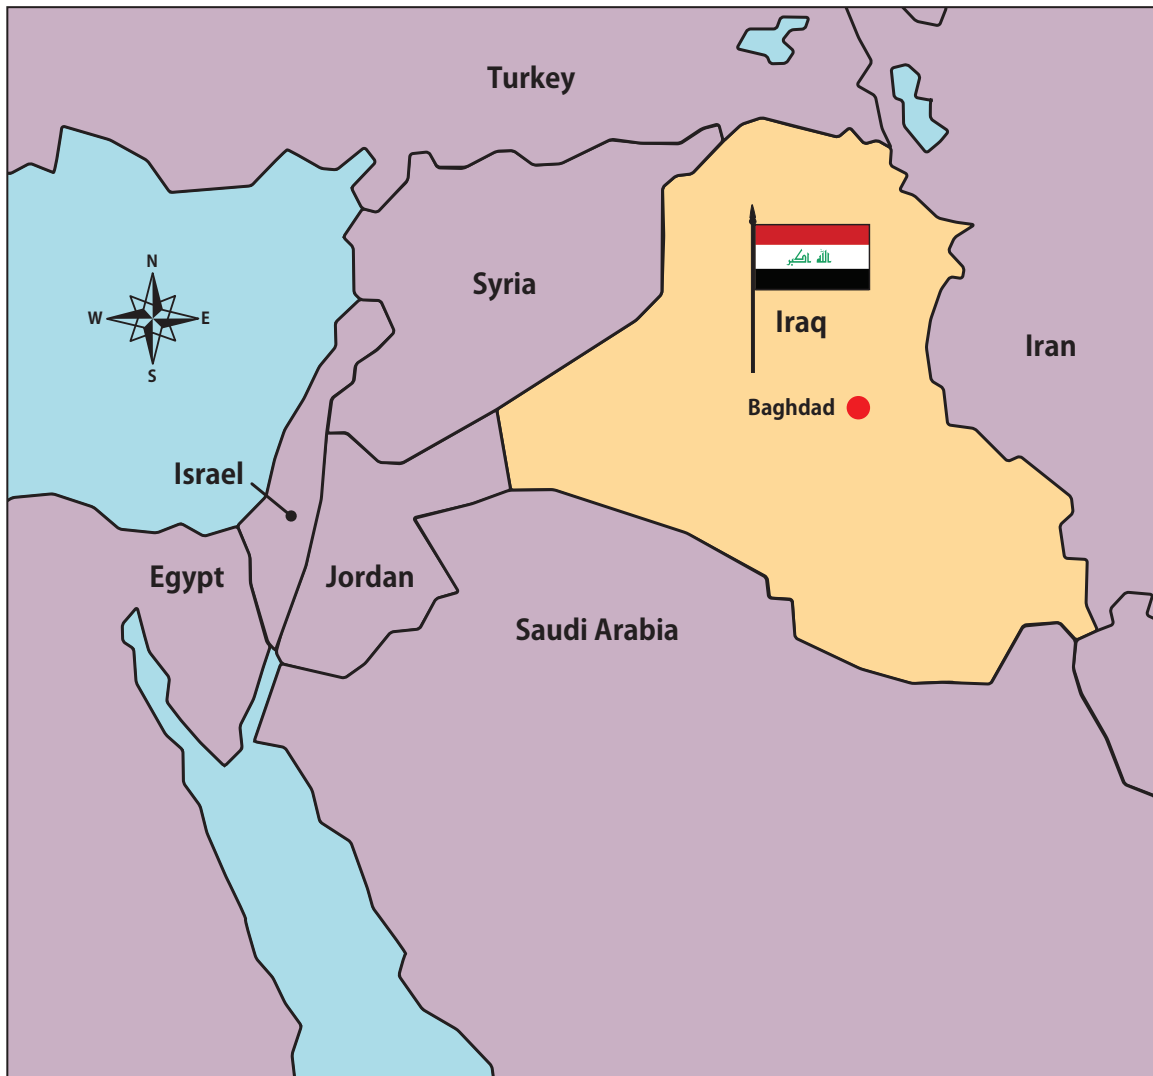 Turkey
Syria
الله اكبر
Iraq
Iran
N
W
E
S
Baghdad
Israel
Egypt
Jordan
Saudi Arabia